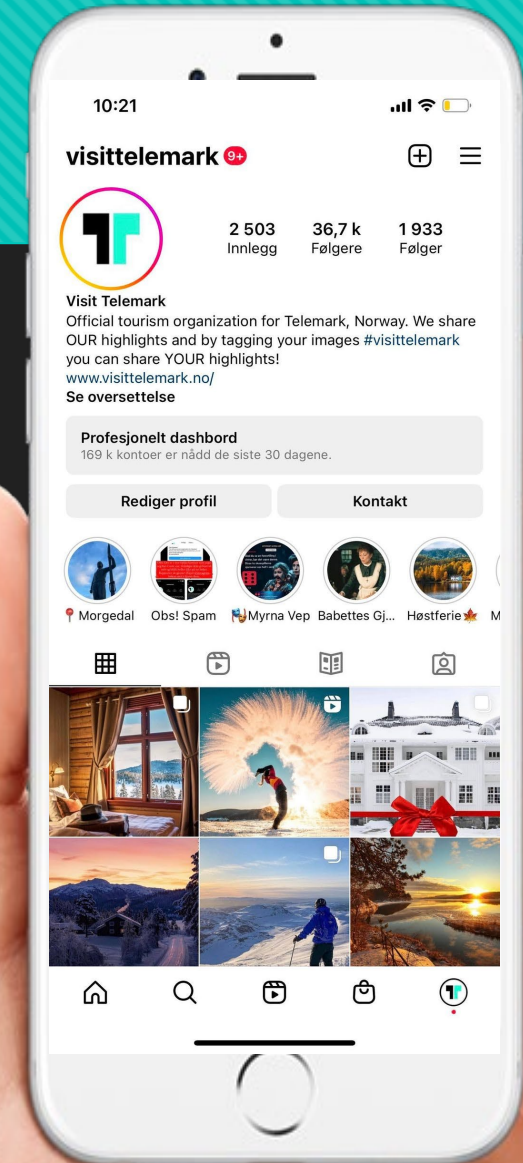 10:21
visittelemark 9+
2 503 36,7 k 1 933
Innlegg Følgere Følger
Visit Telemark
Official tourism organization for Telemark, Norway. We share
OUR highlights and by tagging your images #visittelemark
you can share YOUR highlights!
www.visittelemark.no/
Se oversettelse
Profesjonelt dashbord
169 k kontoer er nådd de siste 30 dagene.
Rediger profil Kontakt
Morgedal Obs! Spam Myrna Vep Babettes Gj... Høstferie M